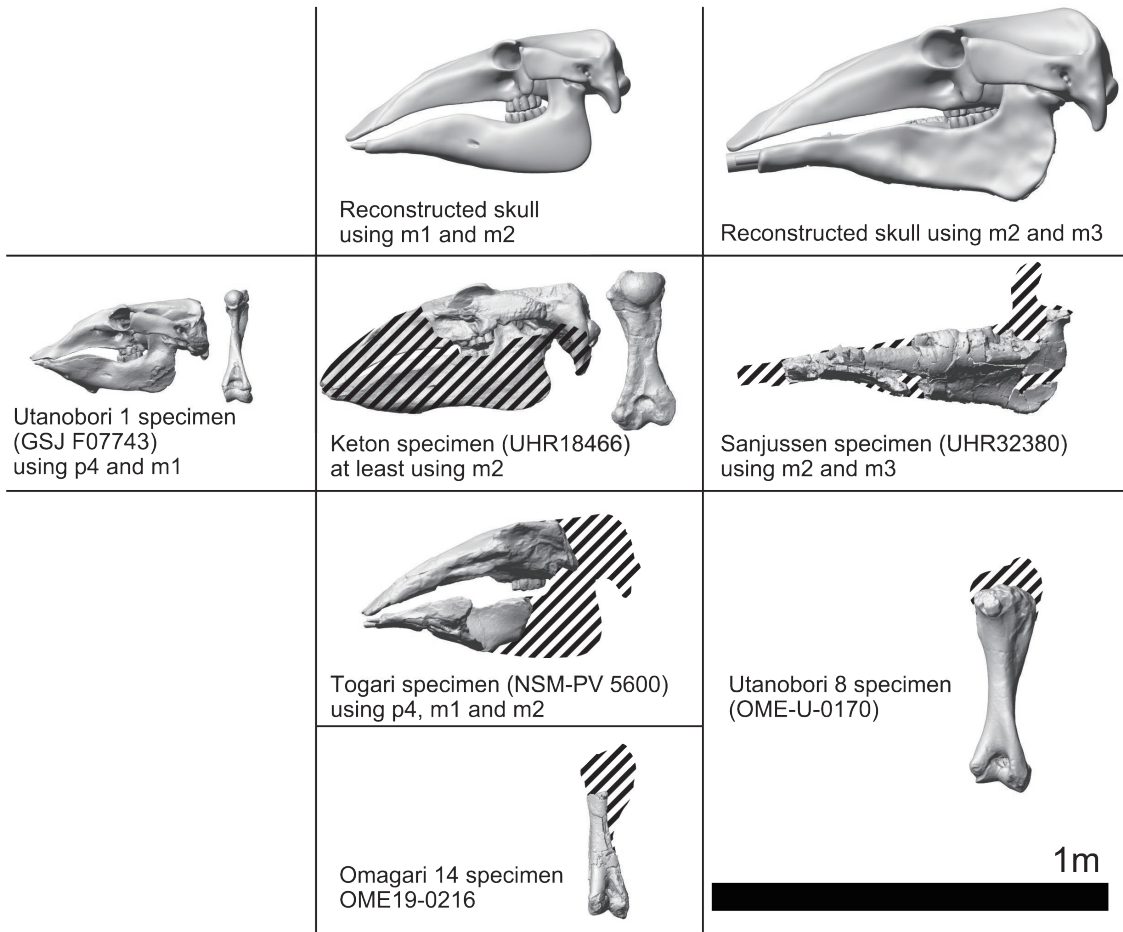 Reconstructed skull
using m1 and m2
Reconstructed skull using m2 and m3
Utanobori 1 specimen
(GSJ F07743)
using p4 and m1
Keton specimen (UHR18466)
at least using m2
Sanjussen specimen (UHR32380)
using m2 and m3
Togari specimen (NSM-PV 5600)
using p4, m1 and m2
Utanobori 8 specimen
(OME-U-0170)
Omagari 14 specimen
OME19-0216
1m